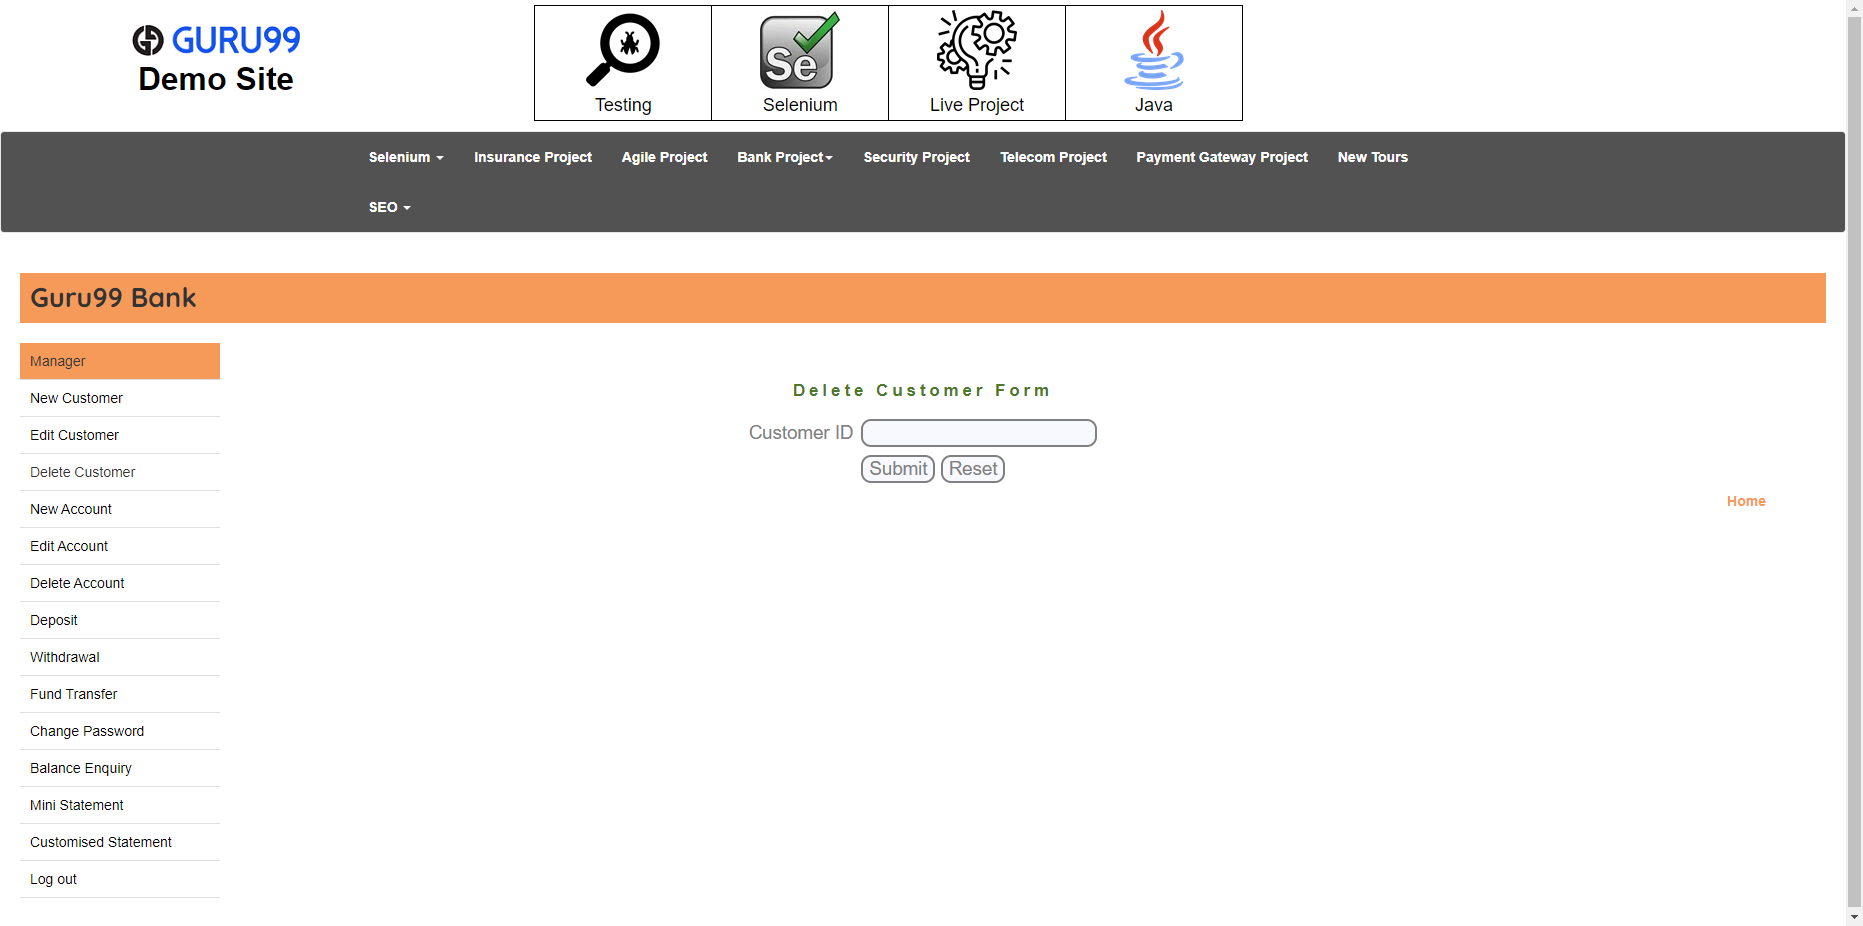 GURU99
Demo Site
Testing
Selenium
Live Project
Java
Selenium
Insurance Project
Agile Project
Bank Project
Security Project
Telecom Project
Payment Gateway Project
New Tours
SEO
Guru99 Bank
Manager
New Customer
Edit Customer
Delete Customer
New Account
Edit Account
Delete Account
Deposit
Withdrawal
Fund Transfer
Change Password
Balance Enquiry
Mini Statement
Customised Statement
Log out
Delete Customer Form
Customer ID
Submit Reset
Home
Se